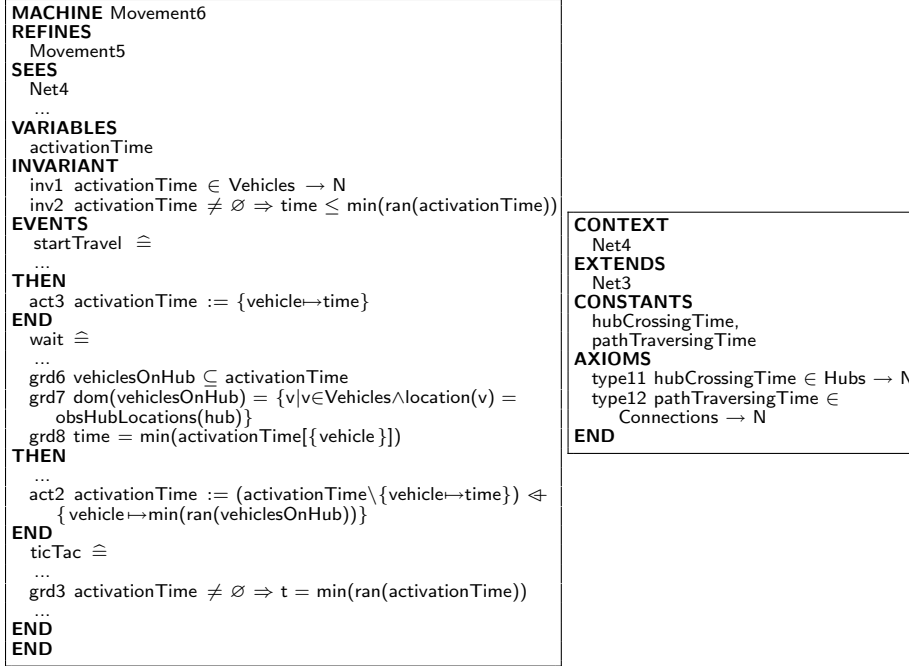 MACHINE Movement6
REFINES
Movement5
SEES
Net4
...
VARIABLES
activationTime
INVARIANT
inv1 activationTime ∈ Vehicles → N
inv2 activationTime ≠ ∅ ⇒ time ≤ min(ran(activationTime))
EVENTS
startTravel ≙
...
THEN
act3 activationTime := {vehicle↦time}
END
wait ≙
...
grd6 vehiclesOnHub ⊆ activationTime
grd7 dom(vehiclesOnHub) = {v|v∈Vehicles∧location(v) =
obsHubLocations(hub)}
grd8 time = min(activationTime[{vehicle}])
THEN
...
act2 activationTime := (activationTime\{vehicle↦time}) ⩤
{vehicle↦min(ran(vehiclesOnHub))}
END
ticTac ≙
...
grd3 activationTime ≠ ∅ ⇒ t = min(ran(activationTime))
...
END
END
CONTEXT
Net4
EXTENDS
Net3
CONSTANTS
hubCrossingTime,
pathTraversingTime
AXIOMS
type11 hubCrossingTime ∈ Hubs → N
type12 pathTraversingTime ∈
Connections → N
END